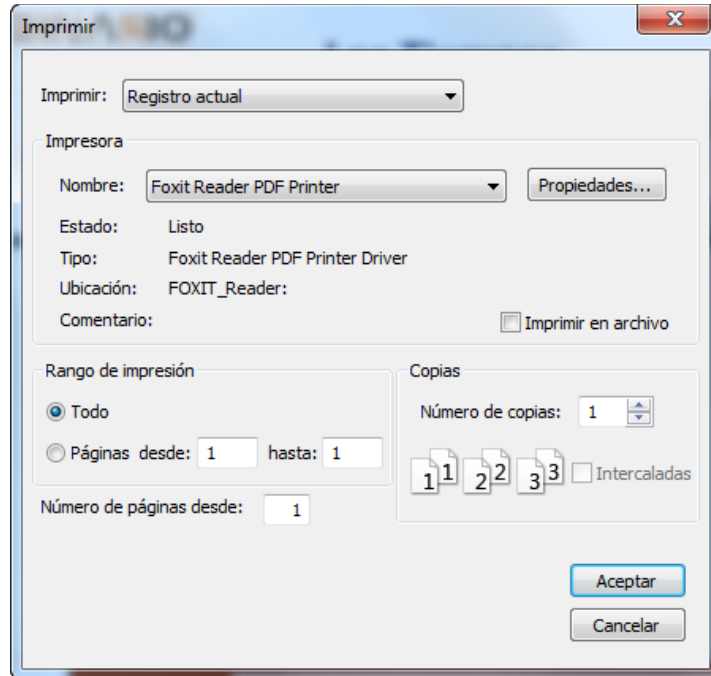 Imprimir
Imprimir: Registro actual
Impresora
Nombre: Foxit Reader PDF Printer Propiedades...
Estado: Listo
Tipo: Foxit Reader PDF Printer Driver
Ubicación: FOXIT_Reader:
Comentario: Imprimir en archivo
Rango de impresión
Todo
Páginas desde: 1 hasta: 1
Número de páginas desde: 1
Copias
Número de copias: 1
1 1 2 2 3 3 Intercaladas
Aceptar
Cancelar